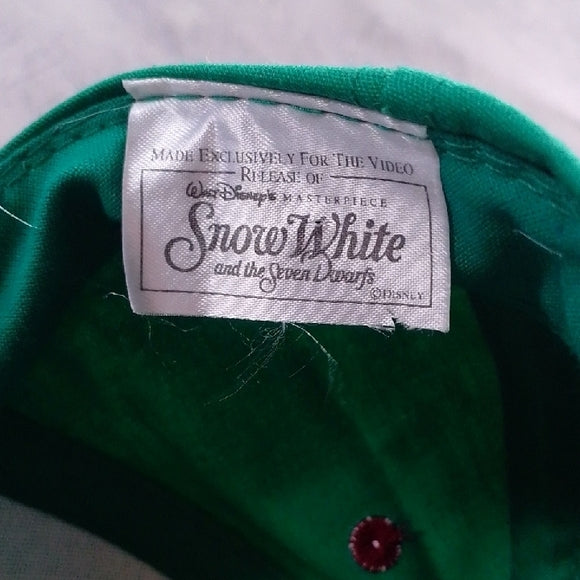 MADE EXCLUSIVELY FOR THE VIDEO
RELEASE OF
Walt Disney's MASTERPIECE
Snow White
and the Seven Dwarfs
©DISNEY